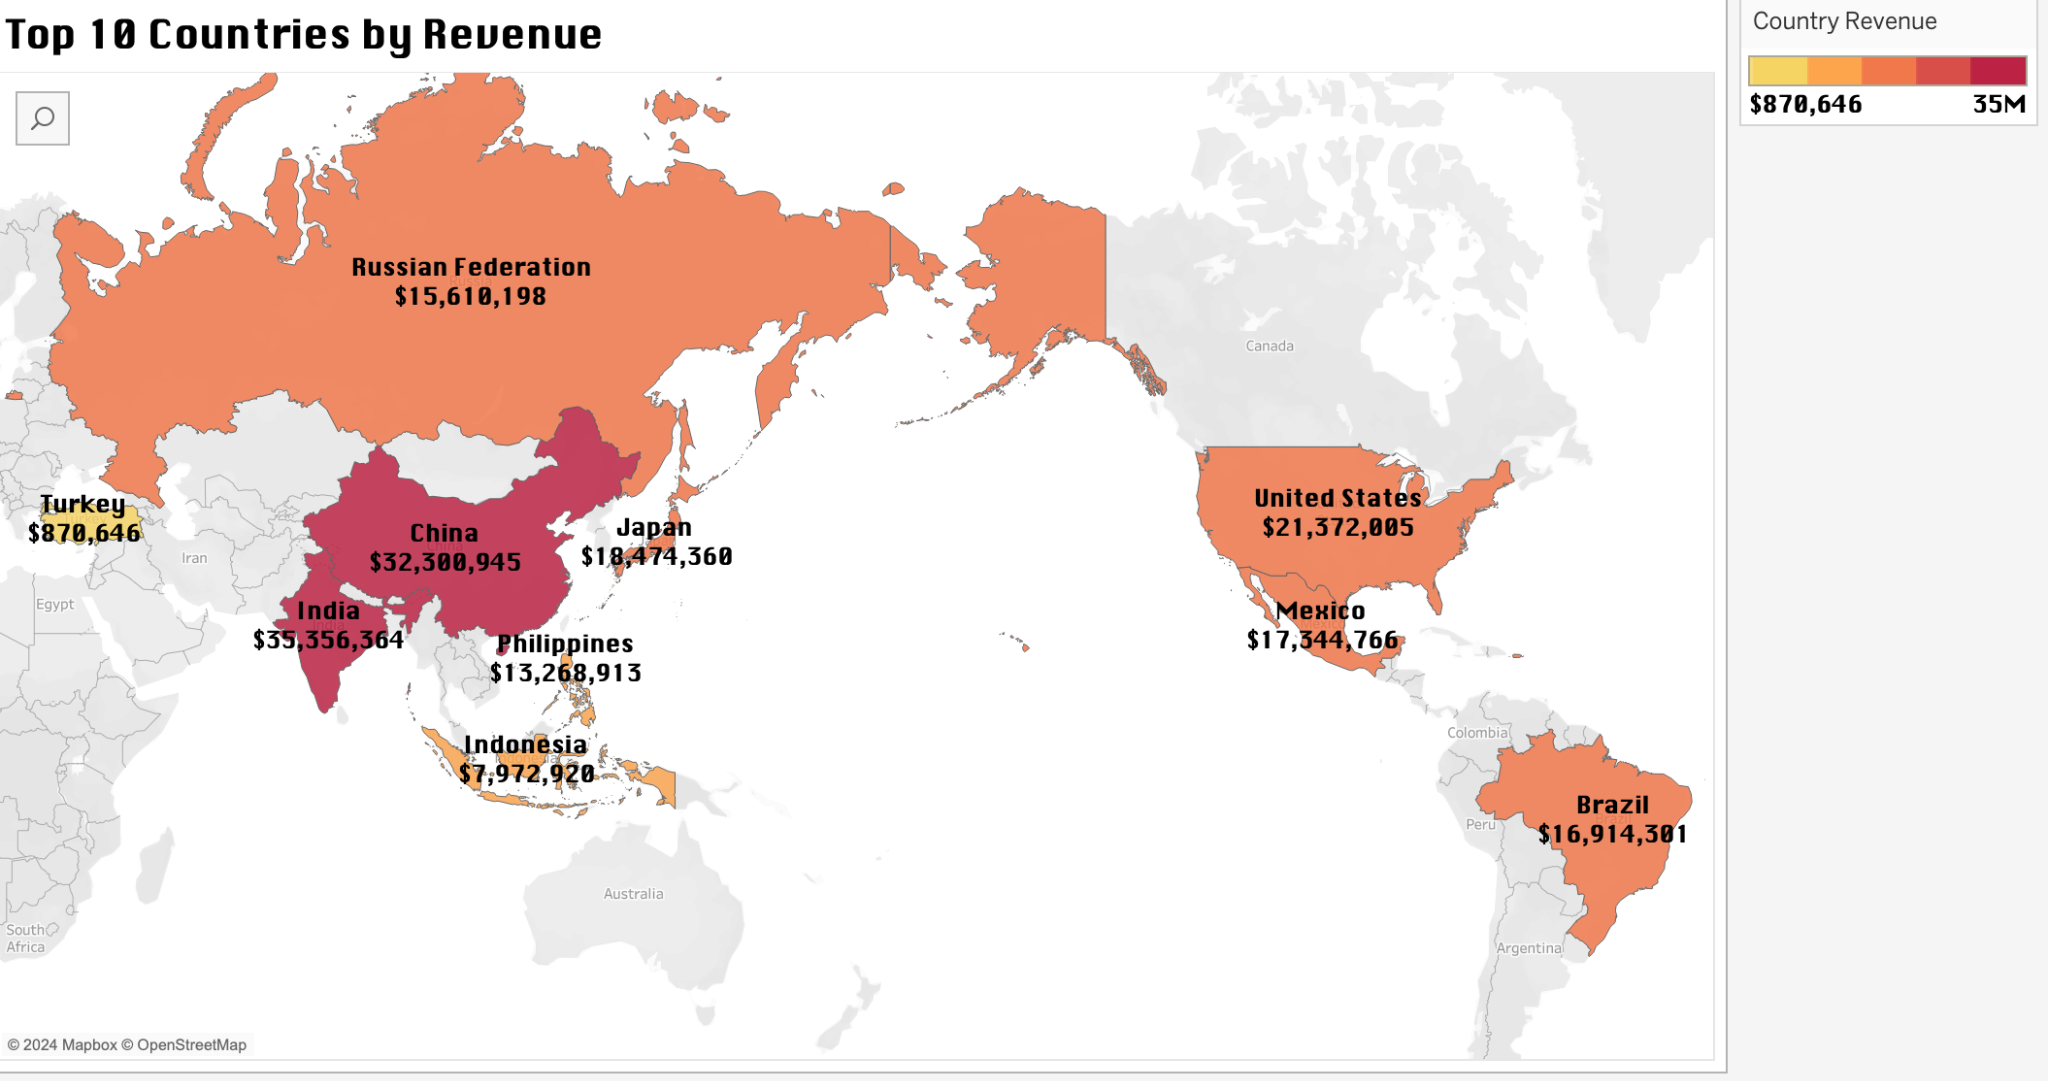 Top 10 Countries by Revenue
Country Revenue
$870,646 35M
Russian Federation
$15,610,198
Canada
Turkey
$870,646
Iran
Egypt
China
$32,300,945
Japan
$18,474,360
United States
$21,372,005
India
$35,356,364
Mexico
$17,344,766
Philippines
$13,268,913
Indonesia
$7,972,920
Colombia
Brazil
$16,914,301
Peru
Australia
South
Africa
Argentina
© 2024 Mapbox © OpenStreetMap